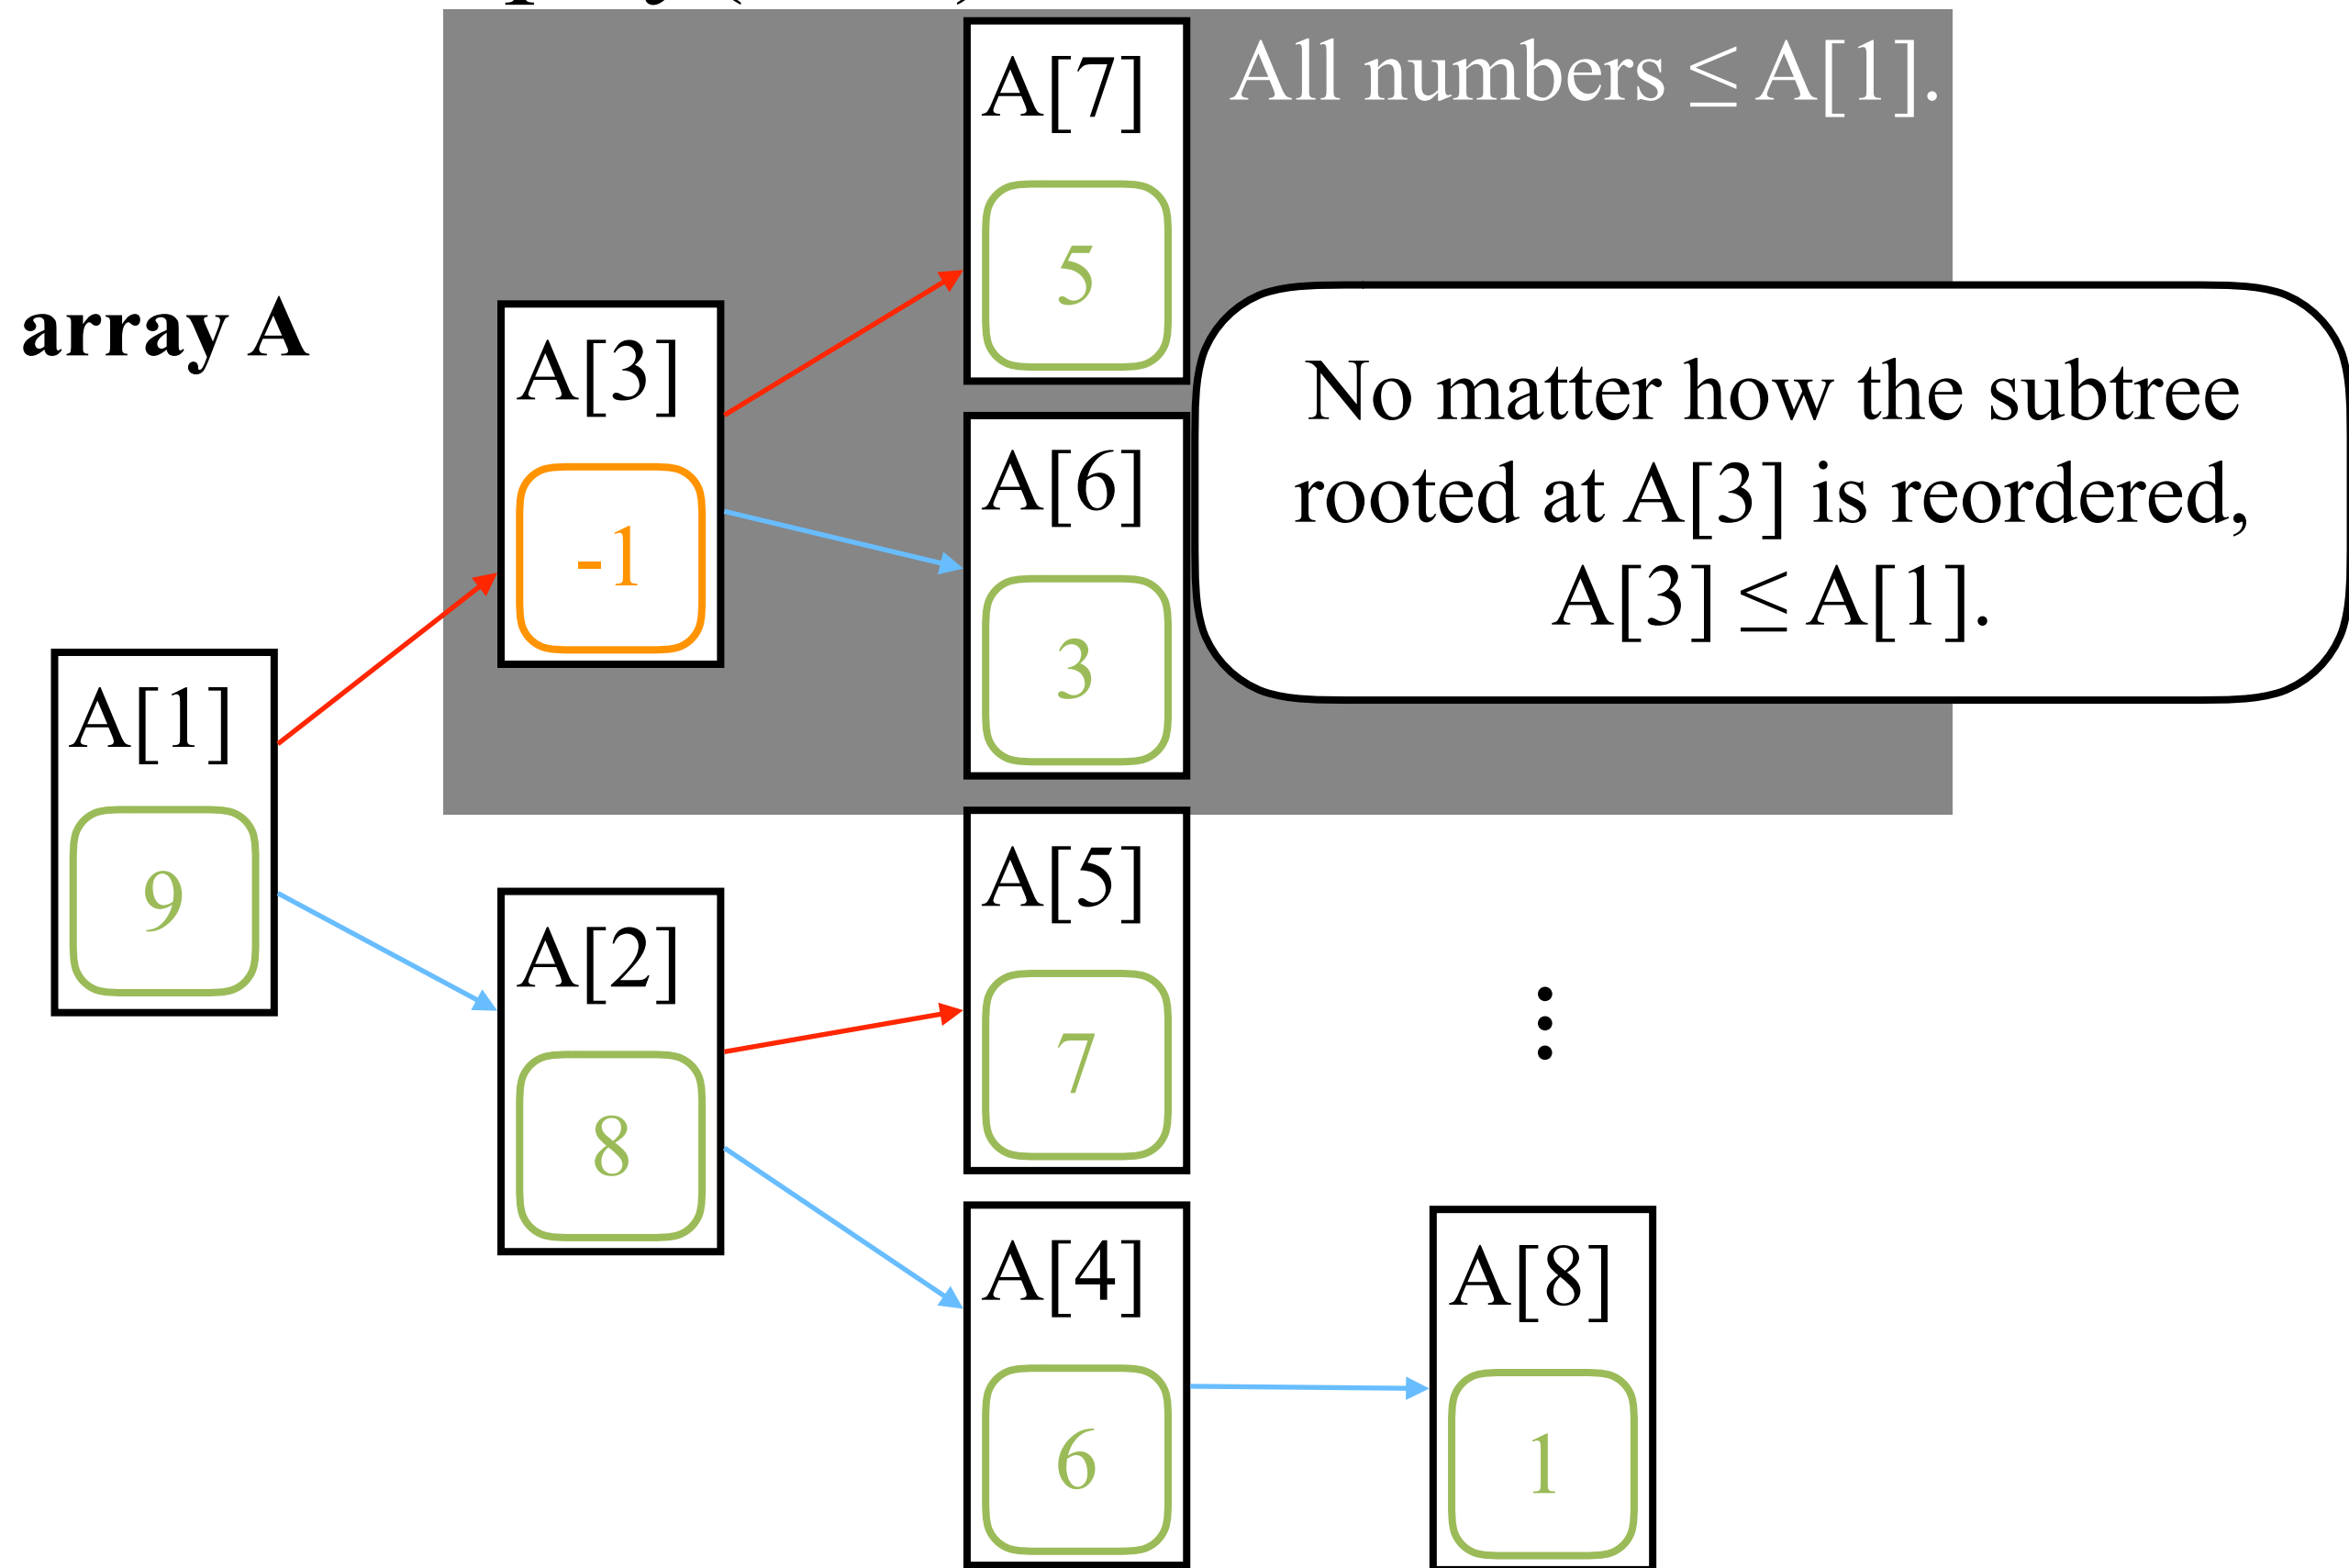 All numbers ≤ A[1].
A[7]
5
array A
A[3]
-1
No matter how the subtree
rooted at A[3] is reordered,
A[3] ≤ A[1].
A[6]
3
A[1]
9
A[5]
7
A[2]
8
A[4]
6
A[8]
1